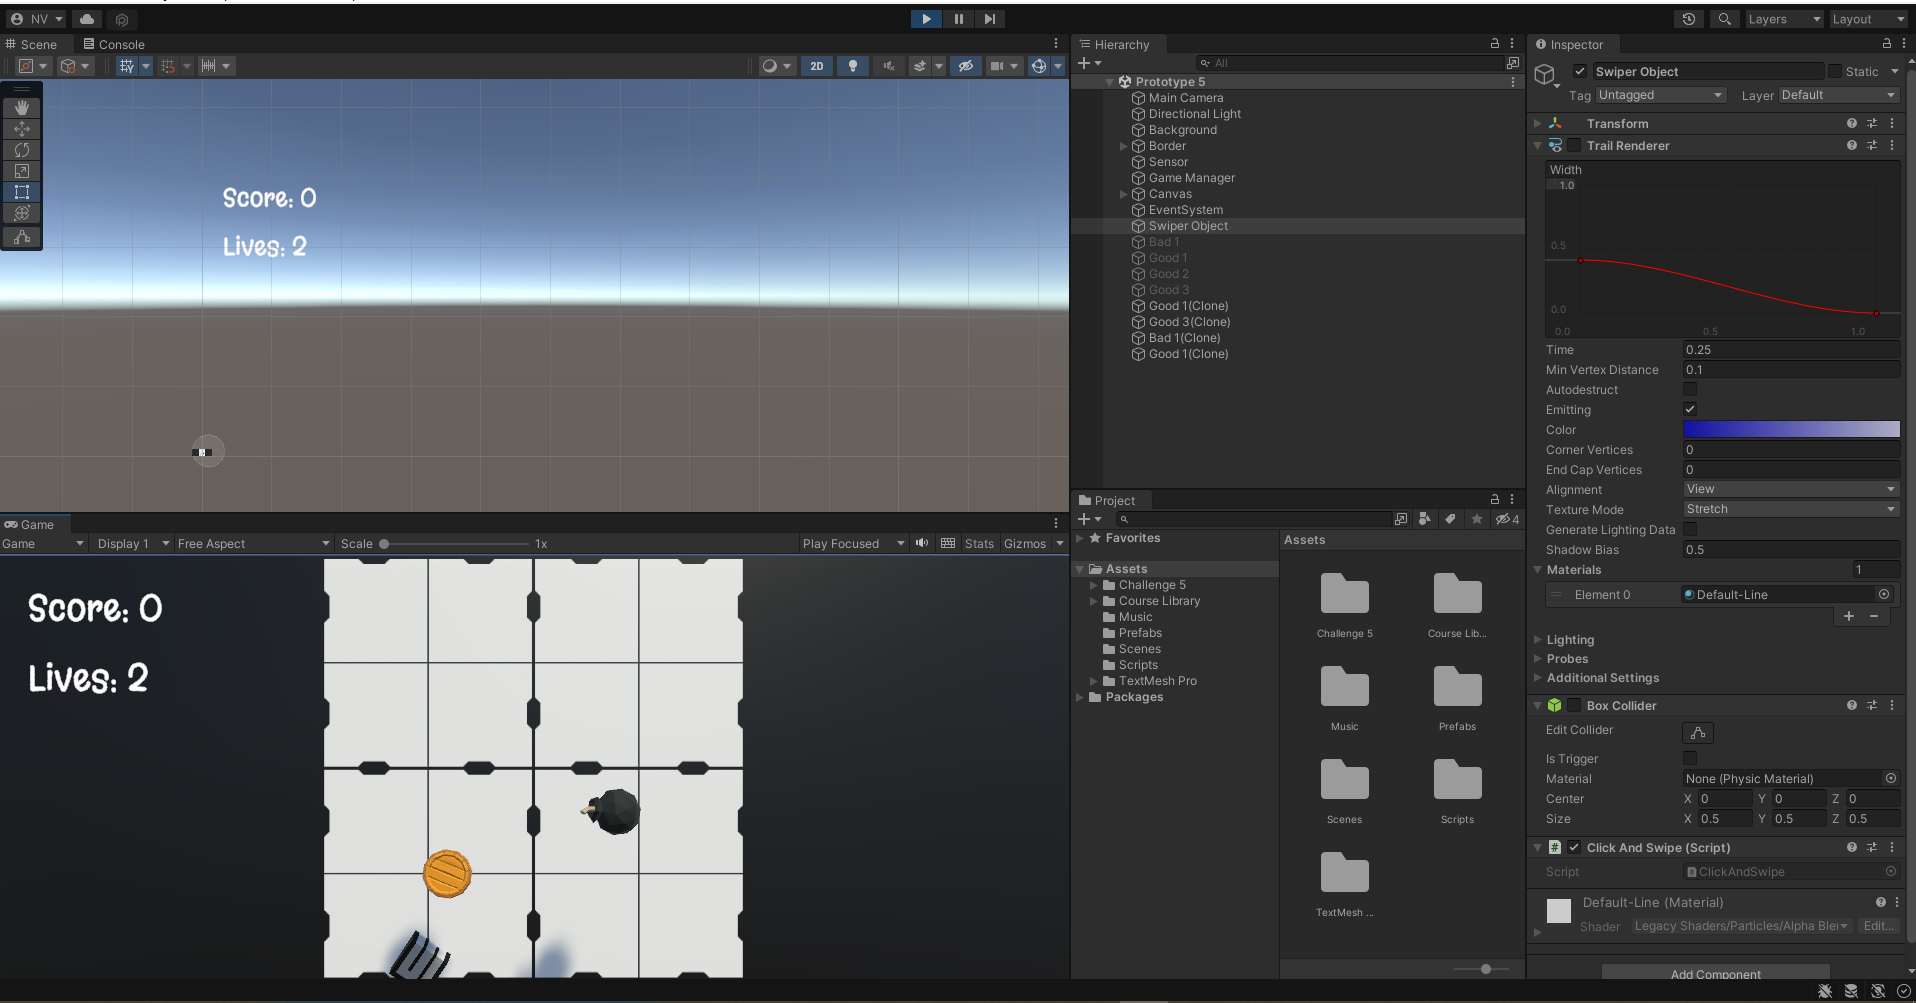 NV
Layers
Layout
Scene
Console
2D
Score: 0
Lives: 2
Game
Game
Display 1
Free Aspect
Scale
1x
Play Focused
Stats
Gizmos
Score: 0
Lives: 2
Hierarchy
All
Prototype 5
Main Camera
Directional Light
Background
Border
Sensor
Game Manager
Canvas
EventSystem
Swiper Object
Bad 1
Good 1
Good 2
Good 3
Good 1(Clone)
Good 3(Clone)
Bad 1(Clone)
Good 1(Clone)
Project
4
Favorites
Assets
Challenge 5
Course Library
Music
Prefabs
Scenes
Scripts
TextMesh Pro
Packages
Assets
Challenge 5
Course Lib...
Music
Prefabs
Scenes
Scripts
TextMesh ...
Inspector
Swiper Object
Static
Tag Untagged
Layer Default
Transform
Trail Renderer
Width
1.0
0.5
0.0
0.0 0.5 1.0
Time 0.25
Min Vertex Distance 0.1
Autodestruct
Emitting
Color
Corner Vertices 0
End Cap Vertices 0
Alignment View
Texture Mode Stretch
Generate Lighting Data
Shadow Bias 0.5
Materials 1
Element 0 Default-Line
Lighting
Probes
Additional Settings
Box Collider
Edit Collider
Is Trigger
Material None (Physic Material)
Center X 0 Y 0 Z 0
Size X 0.5 Y 0.5 Z 0.5
Click And Swipe (Script)
Script ClickAndSwipe
Default-Line (Material)
Shader Legacy Shaders/Particles/Alpha Ble
Edit...
Add Component